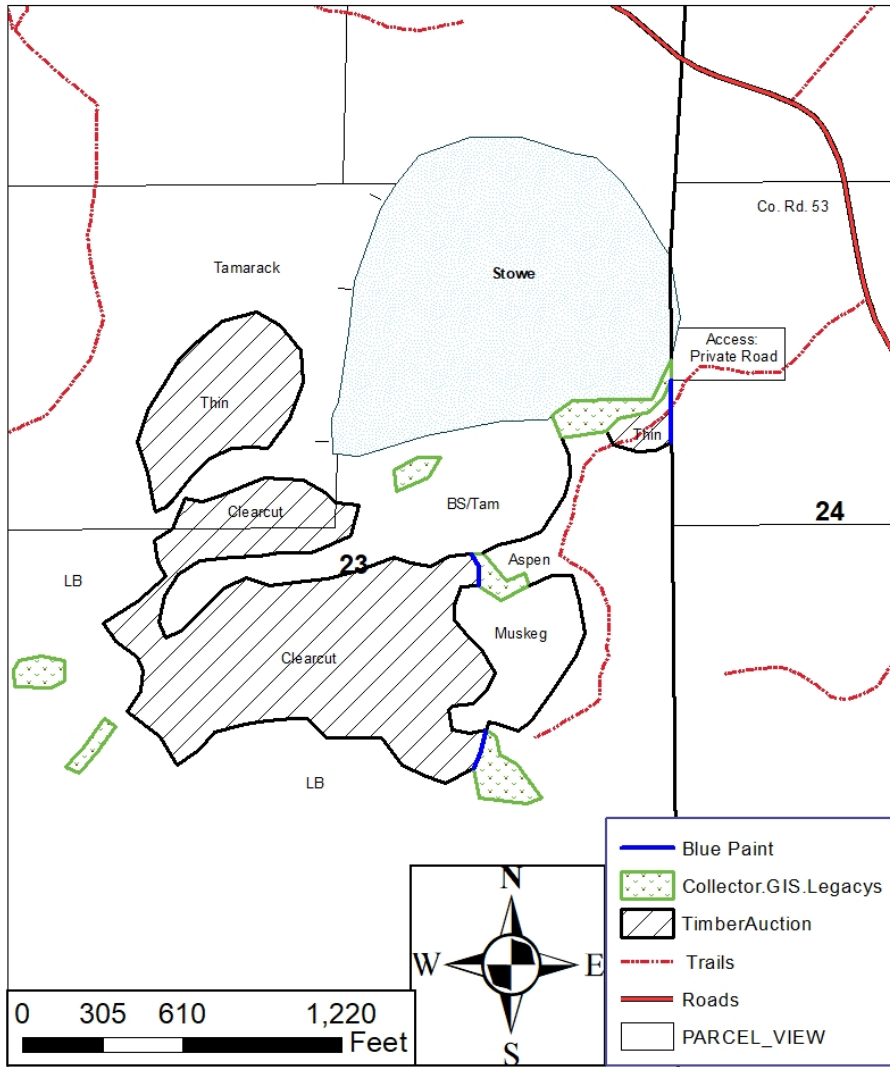 Co. Rd. 53
Tamarack
Stowe
Access:
Private Road
Thin
Thin
BS/Tam
Clearcut
24
23
Aspen
LB
Muskeg
Clearcut
LB
N
W
E
S
0 305 610 1,220
Feet
Blue Paint
Collector.GIS.Legacys
TimberAuction
Trails
Roads
PARCEL_VIEW